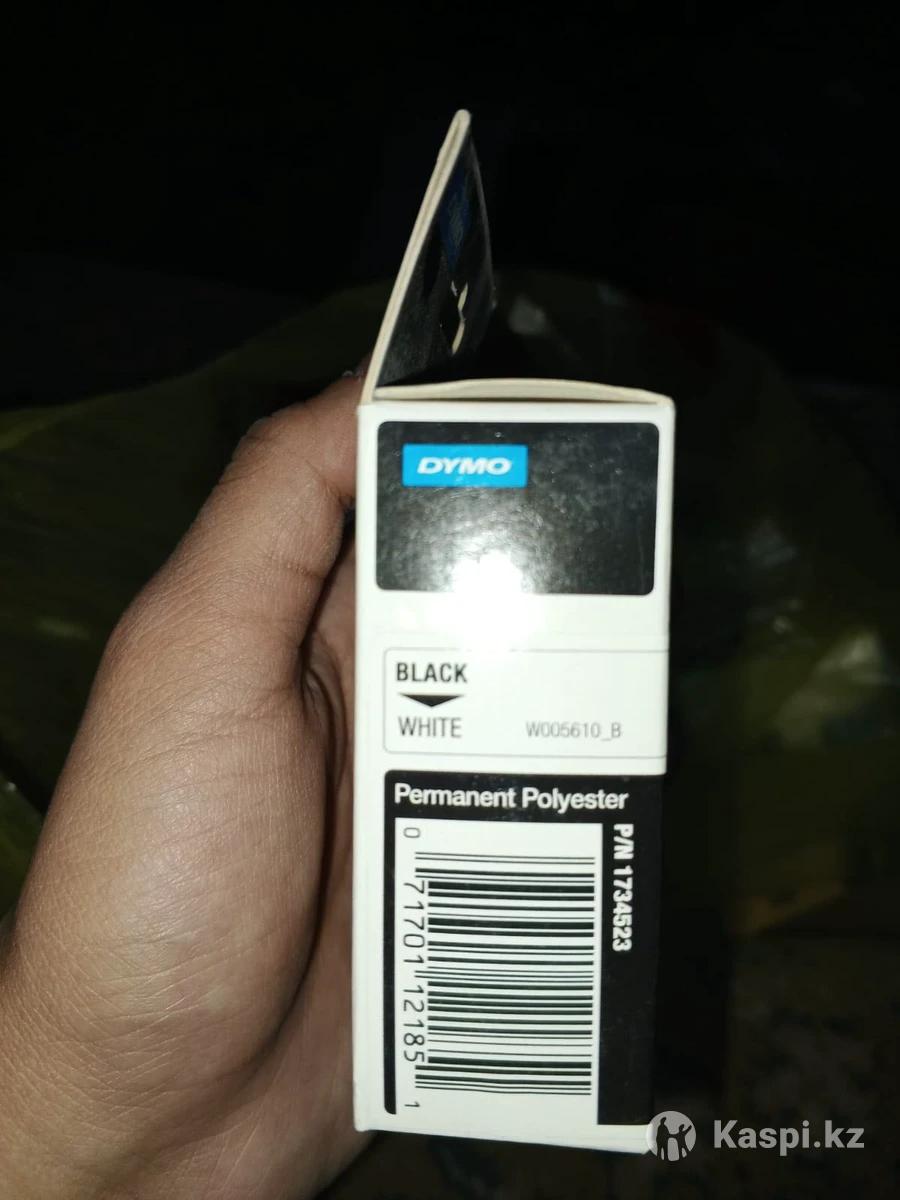 DYMO
BLACK
WHITE
W005610_B
Permanent Polyester
P/N 1734523
0 71701 12185 1
Kaspi.kz